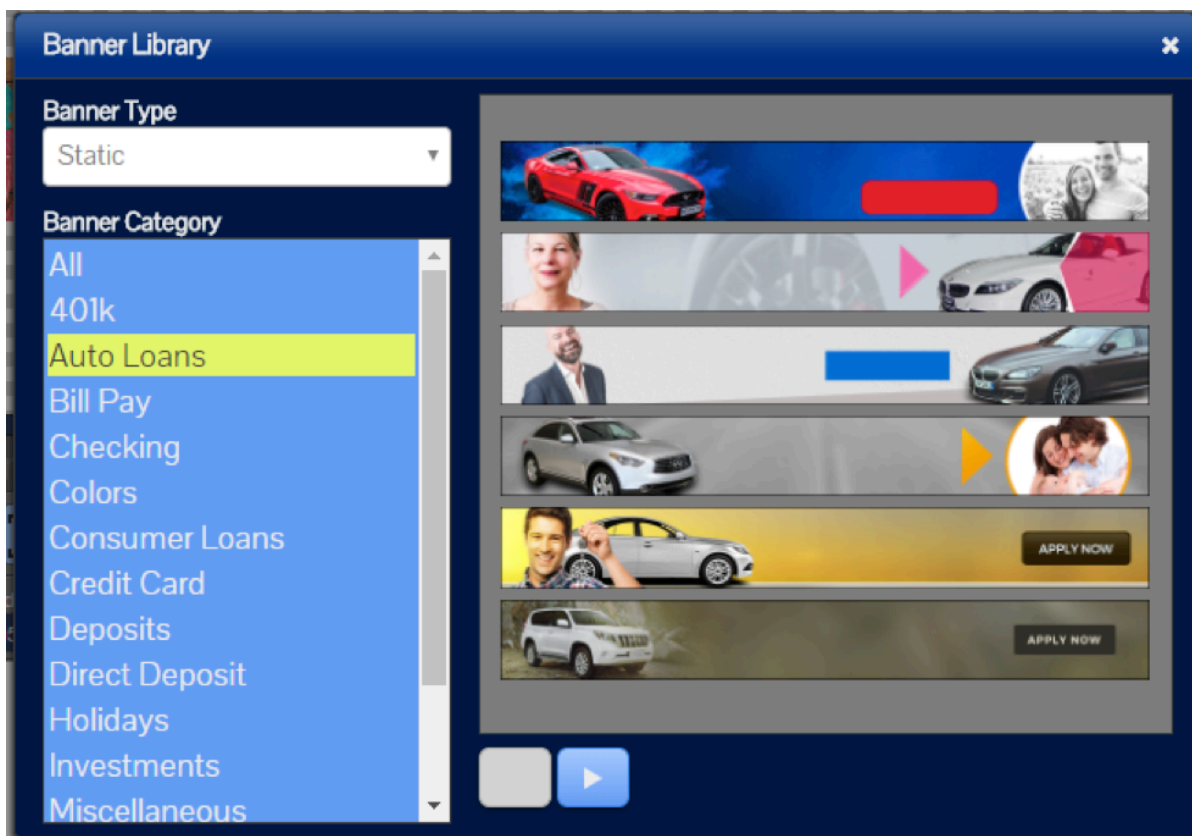 Banner Library
Banner Type
Static
Banner Category
All
401k
Auto Loans
Bill Pay
Checking
Colors
Consumer Loans
Credit Card
Deposits
Direct Deposit
Holidays
Investments
Miscellaneous
APPLY NOW
APPLY NOW